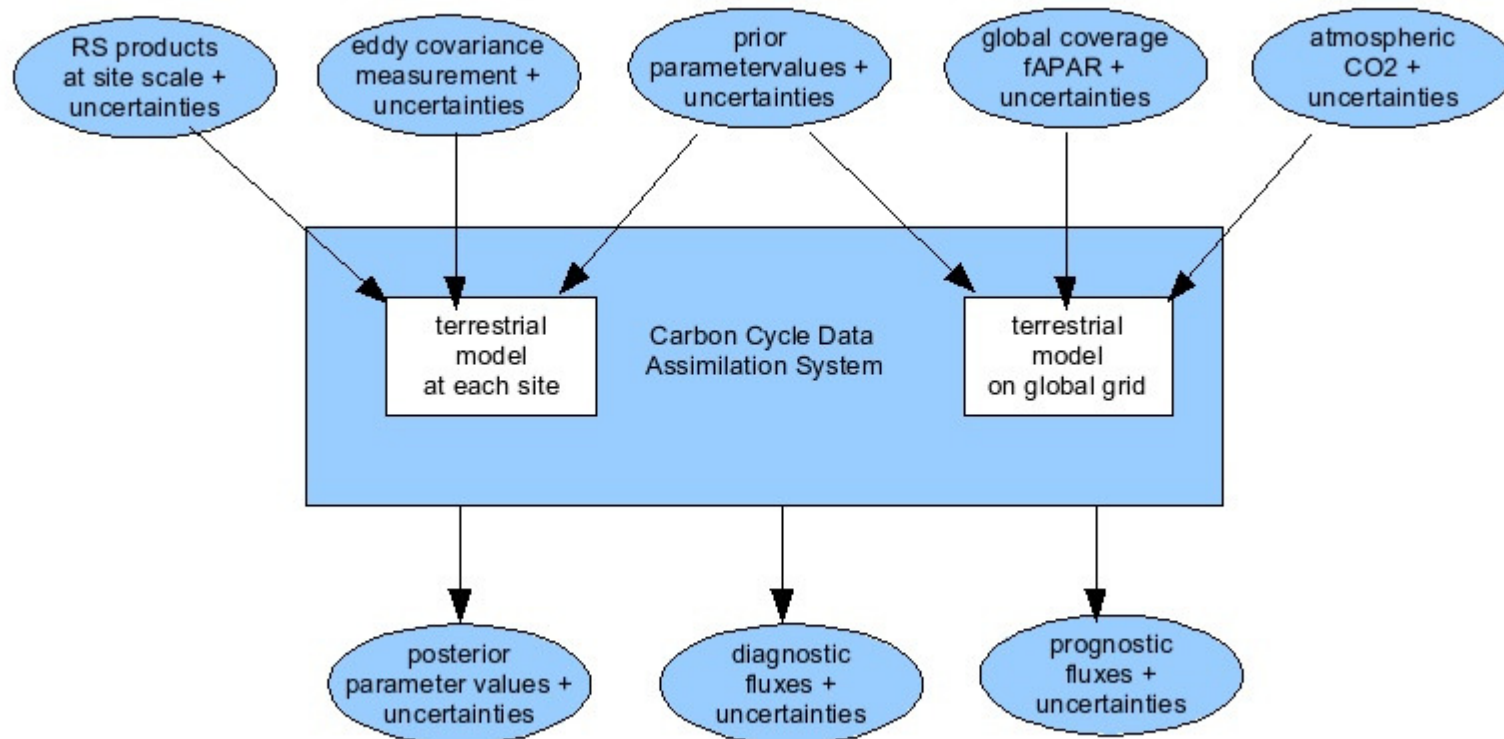 RS products
at site scale +
uncertainties
eddy covariance
measurement +
uncertainties
prior
parametervalues +
uncertainties
global coverage
fAPAR +
uncertainties
atmospheric
CO2 +
uncertainties
terrestrial
model
at each site
Carbon Cycle Data
Assimilation System
terrestrial
model
on global grid
posterior
parameter values +
uncertainties
diagnostic
fluxes +
uncertainties
prognostic
fluxes +
uncertainties